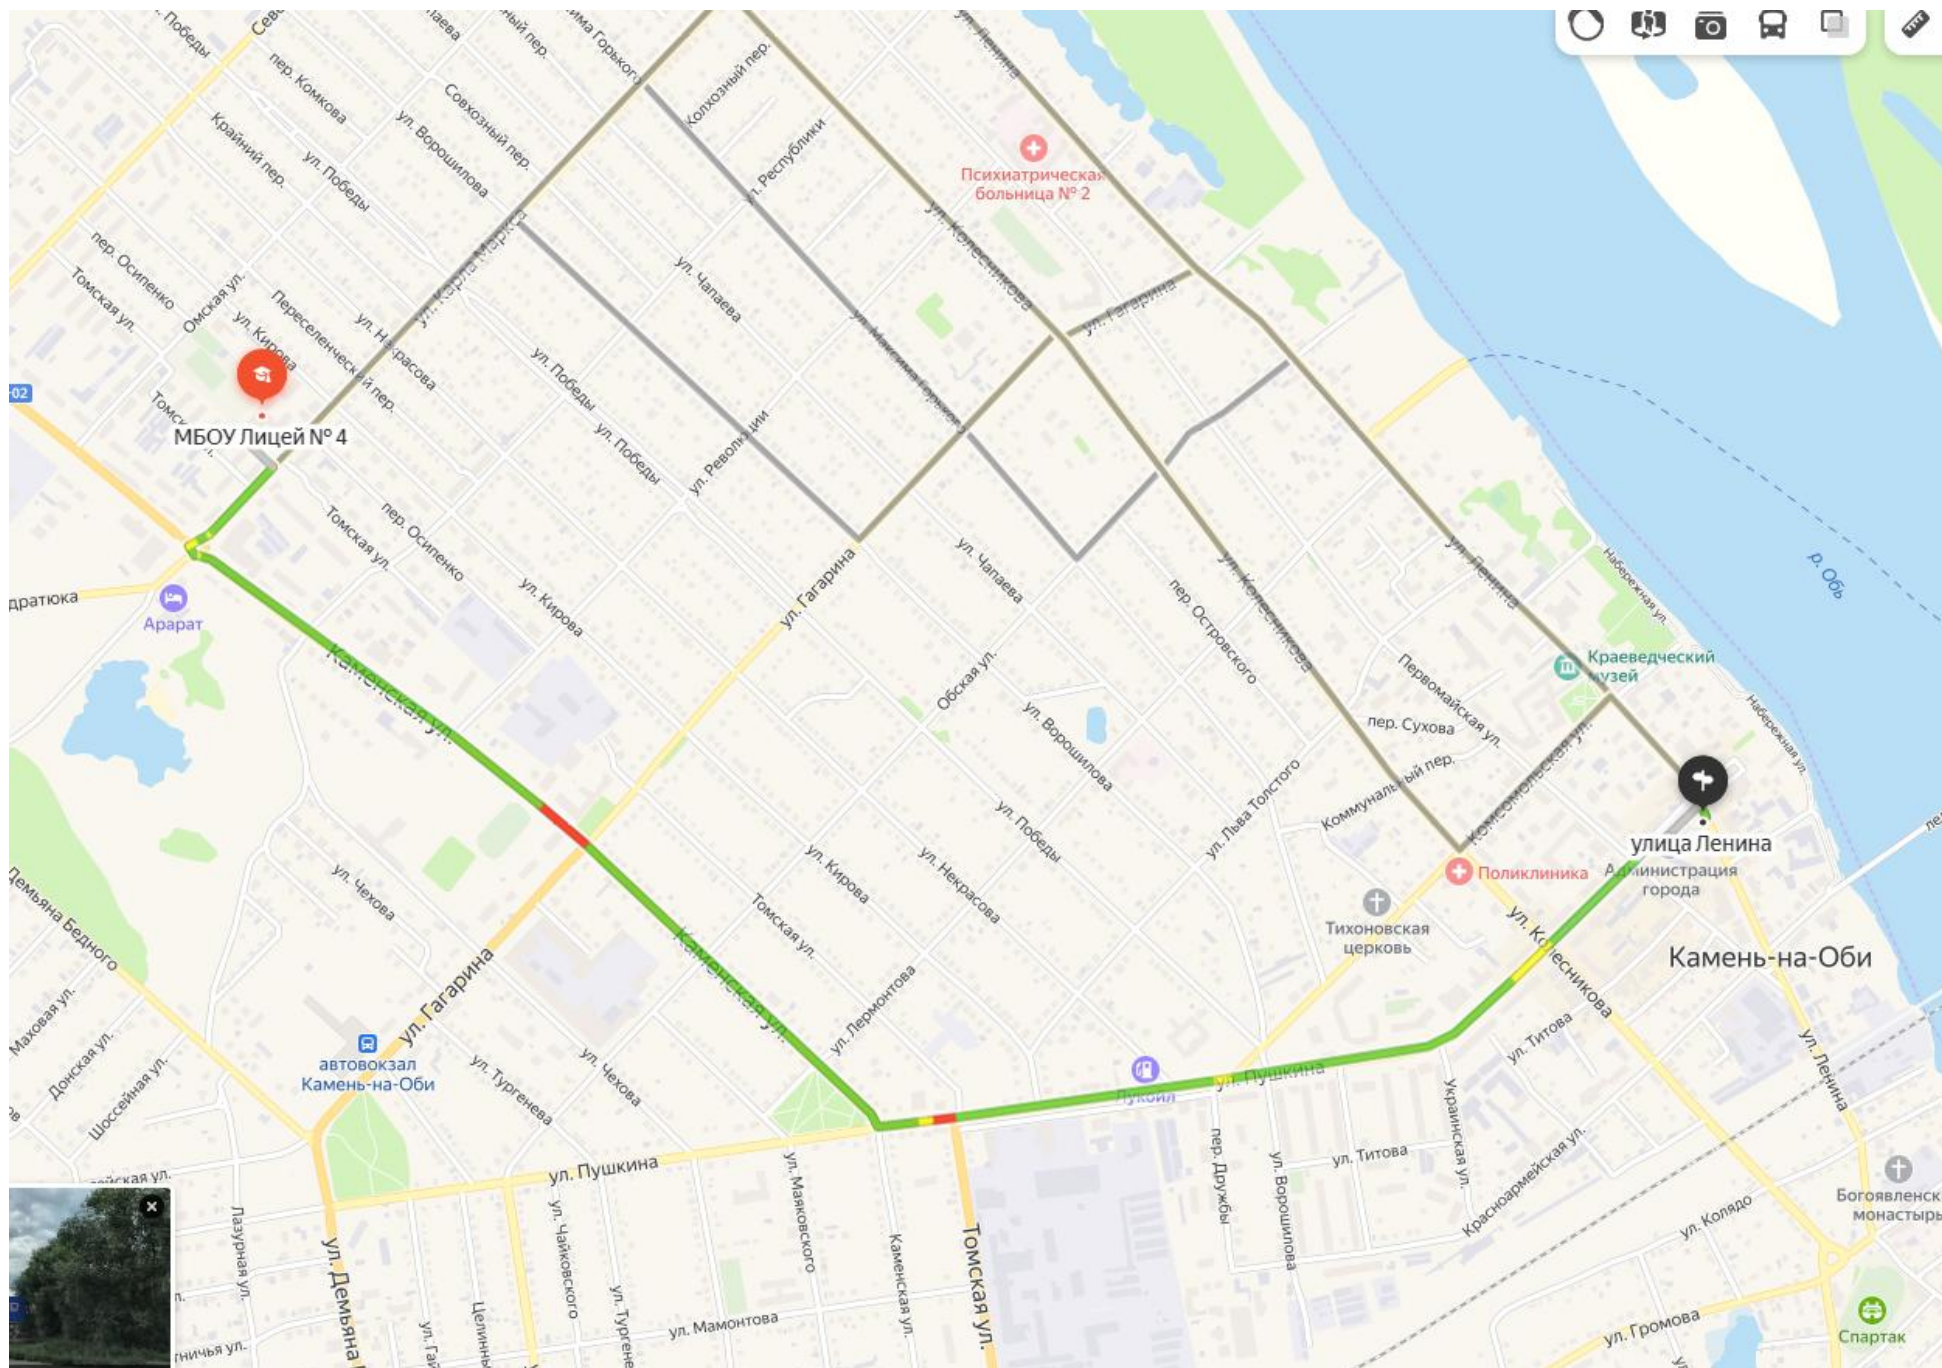 ул. Победы
пер. Комкова
Крайний пер.
ул. Победы
Совхозный пер.
ул. Ворошилова
Колхозный пер.
ул. Республики
ул. Ленина
Психиатрическая
больница № 2
ул. Колесникова
ул. Гагарина
ул. Карла Маркса
ул. Чапаева
пер. Осипенко
Томская ул.
Омская ул.
ул. Кирова
Переселенческий пер.
ул. Некрасова
МБОУ Лицей № 4
ул. Победы
ул. Победы
ул. Максима Горького
ул. Революции
Томская ул.
пер. Осипенко
ул. Кирова
Арарат
ул. Гагарина
ул. Чапаева
пер. Островского
ул. Колесникова
ул. Ленина
Набережная ул.
р. Обь
Краеведческий
музей
Набережная ул.
Первомайская ул.
пер. Сухова
Коммунальный пер.
Комсомольская ул.
Обская ул.
ул. Ворошилова
ул. Льва Толстого
ул. Победы
Каменская ул.
ул. Кирова
ул. Некрасова
Томская ул.
улица Ленина
Администрация
города
Поликлиника
Тихоновская
церковь
ул. Колесникова
Камень-на-Оби
ул. Чехова
Демьяна Бедного
ул. Гагарина
Каменская ул.
ул. Лермонтова
Маховая ул.
Донская ул.
Шоссейная ул.
автовокзал
Камень-на-Оби
ул. Тургенева
ул. Чехова
Лукойл
ул. Пушкина
ул. Титова
ул. Ленина
Украинская ул.
ул. Титова
Красноармейская ул.
пер. Дружбы
ул. Ворошилова
ул. Пушкина
ул. Маяковского
Лазурная ул.
ул. Чайковского
Каменская ул.
Томская ул.
ул. Мамонтова
ул. Колядо
ул. Громова
Спартак